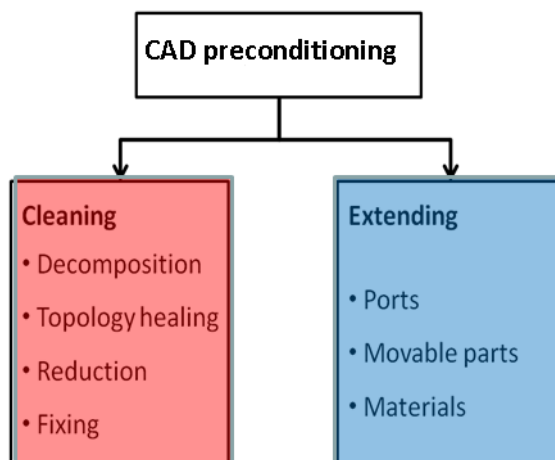 CAD preconditioning
Cleaning
• Decomposition
• Topology healing
• Reduction
• Fixing
Extending
• Ports
• Movable parts
• Materials